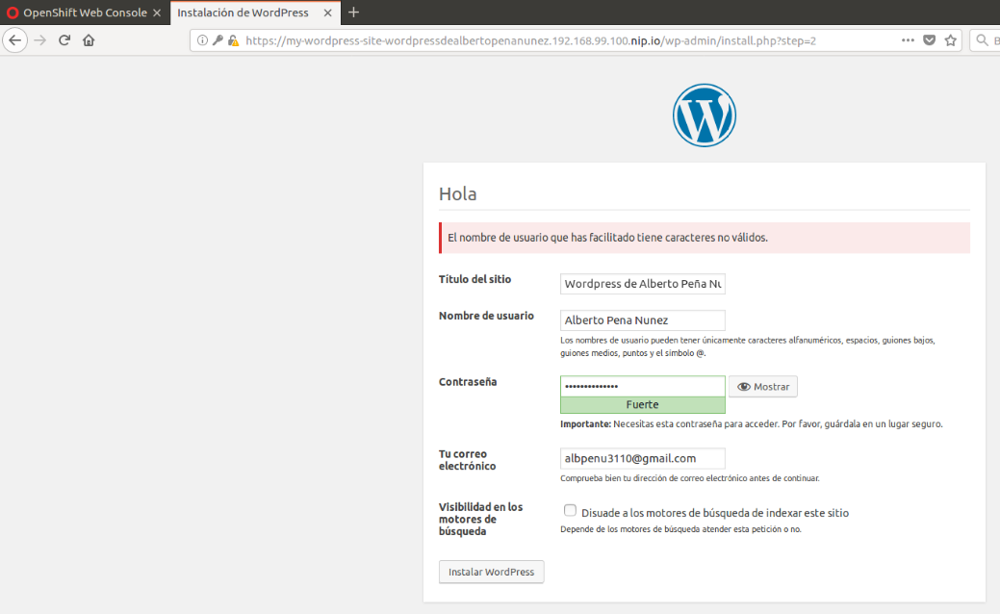 OpenShift Web Console
Instalación de WordPress
https://my-wordpress-site-wordpressdealbertopenanunez.192.168.99.100.nip.io/wp-admin/install.php?step=2
Hola
El nombre de usuario que has facilitado tiene caracteres no válidos.
Título del sitio
Wordpress de Alberto Peña Nu
Nombre de usuario
Alberto Pena Nunez
Los nombres de usuario pueden tener únicamente caracteres alfanuméricos, espacios, guiones bajos,
guiones medios, puntos y el símbolo @.
Contraseña
••••••••••••••
Mostrar
Fuerte
Importante: Necesitas esta contraseña para acceder. Por favor, guárdala en un lugar seguro.
Tu correo
electrónico
albpenu3110@gmail.com
Comprueba bien tu dirección de correo electrónico antes de continuar.
Visibilidad en los
motores de
búsqueda
Disuade a los motores de búsqueda de indexar este sitio
Depende de los motores de búsqueda atender esta petición o no.
Instalar WordPress